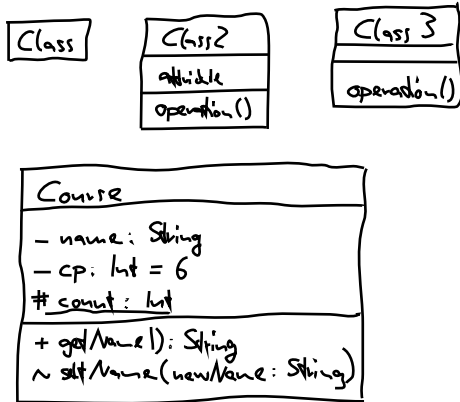 Class
Class2
attribute
operation()
Class 3
operation()
Course
- name: String
- cp: Int = 6
# count: Int
+ getName(): String
~ setName(newName: String)